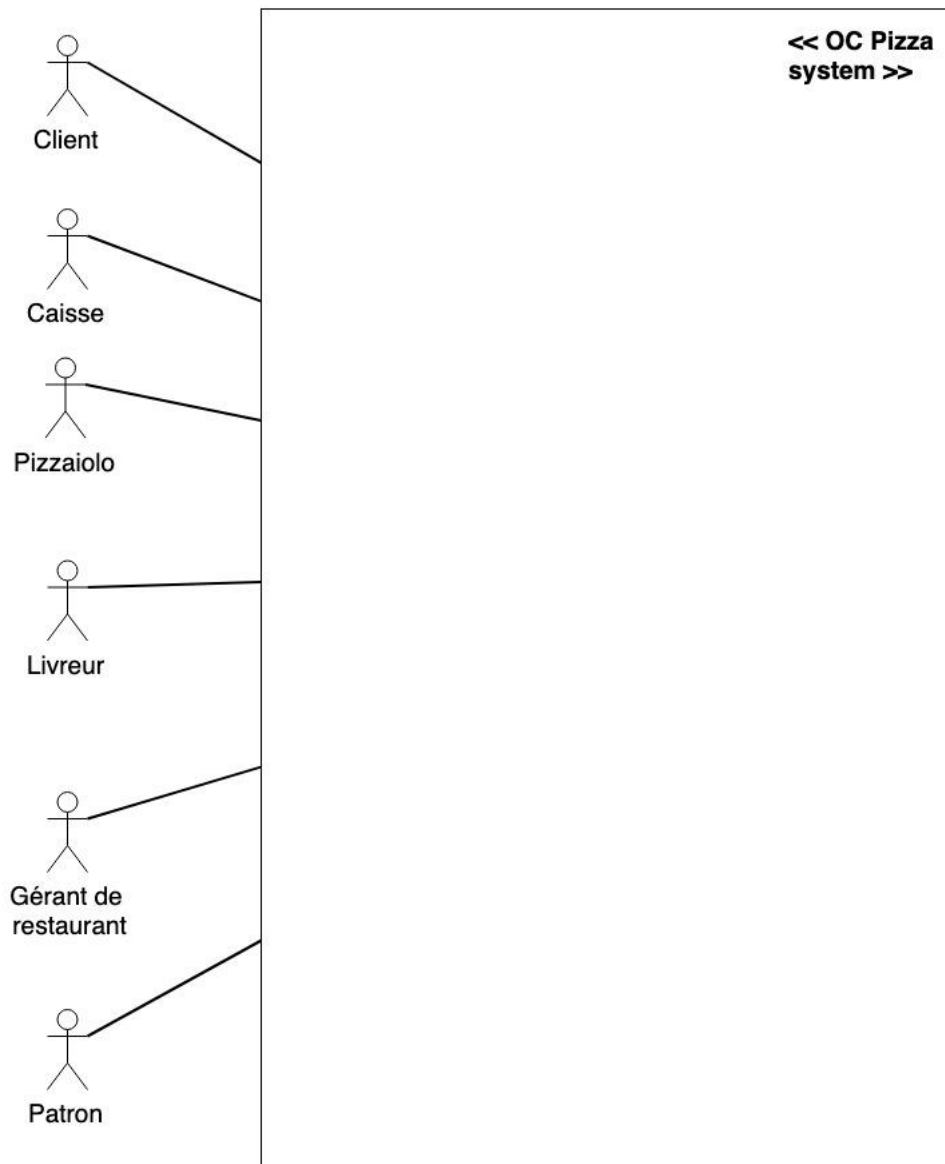 << OC Pizza
system >>
Client
Caisse
Pizzaiolo
Livreur
Gérant de
restaurant
Patron